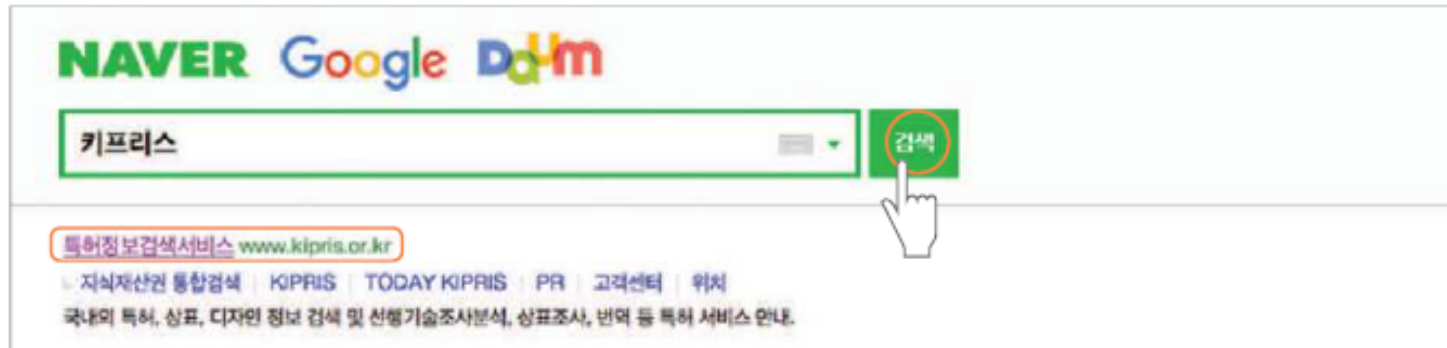 NAVER Google Daum
키프리스 검색
특허정보검색서비스 www.kipris.or.kr
지식재산권 통합검색 | KIPRIS | TODAY KIPRIS | PR | 고객센터 | 위치
국내외 특허, 상표, 디자인 정보 검색 및 선행기술조사분석, 상표조사, 번역 등 특허 서비스 안내.